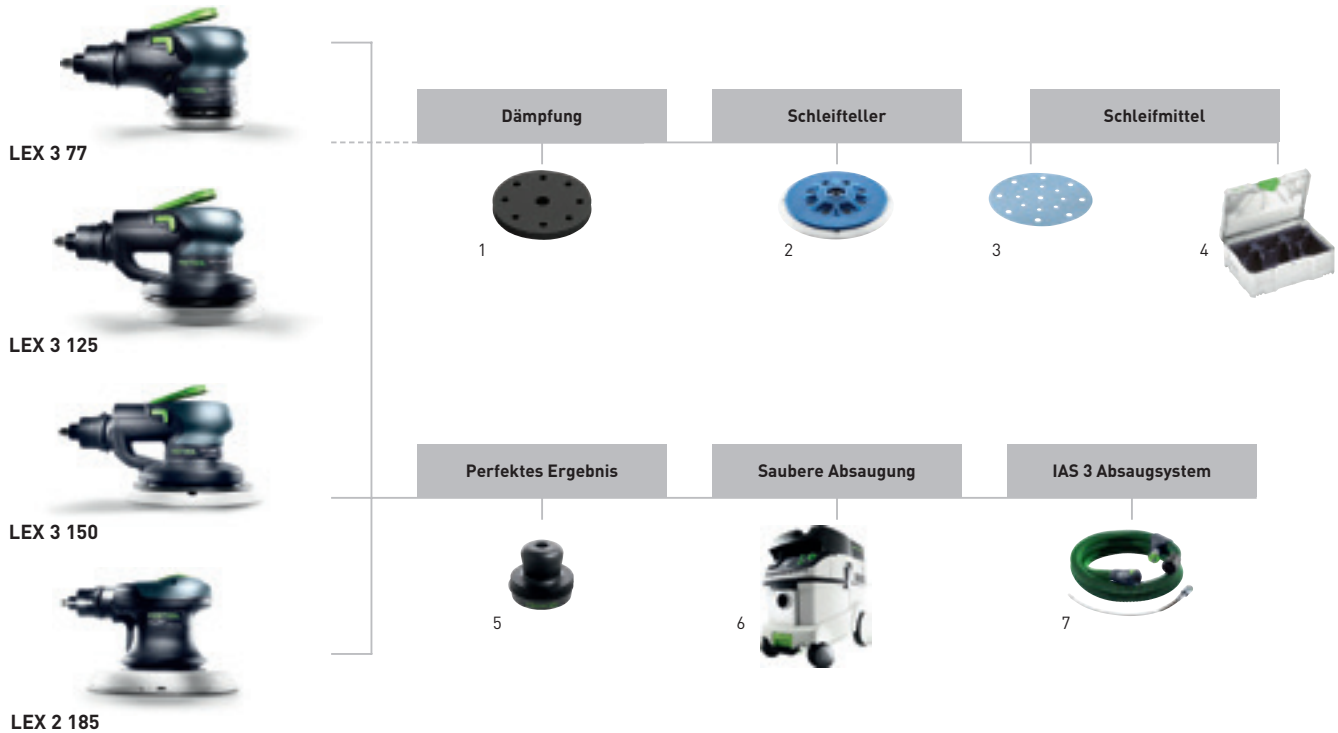 LEX 3 77
LEX 3 125
LEX 3 150
LEX 2 185
Dämpfung
Schleifteller
Schleifmittel
1
2
3
4
Perfektes Ergebnis
Saubere Absaugung
IAS 3 Absaugsystem
5
6
7